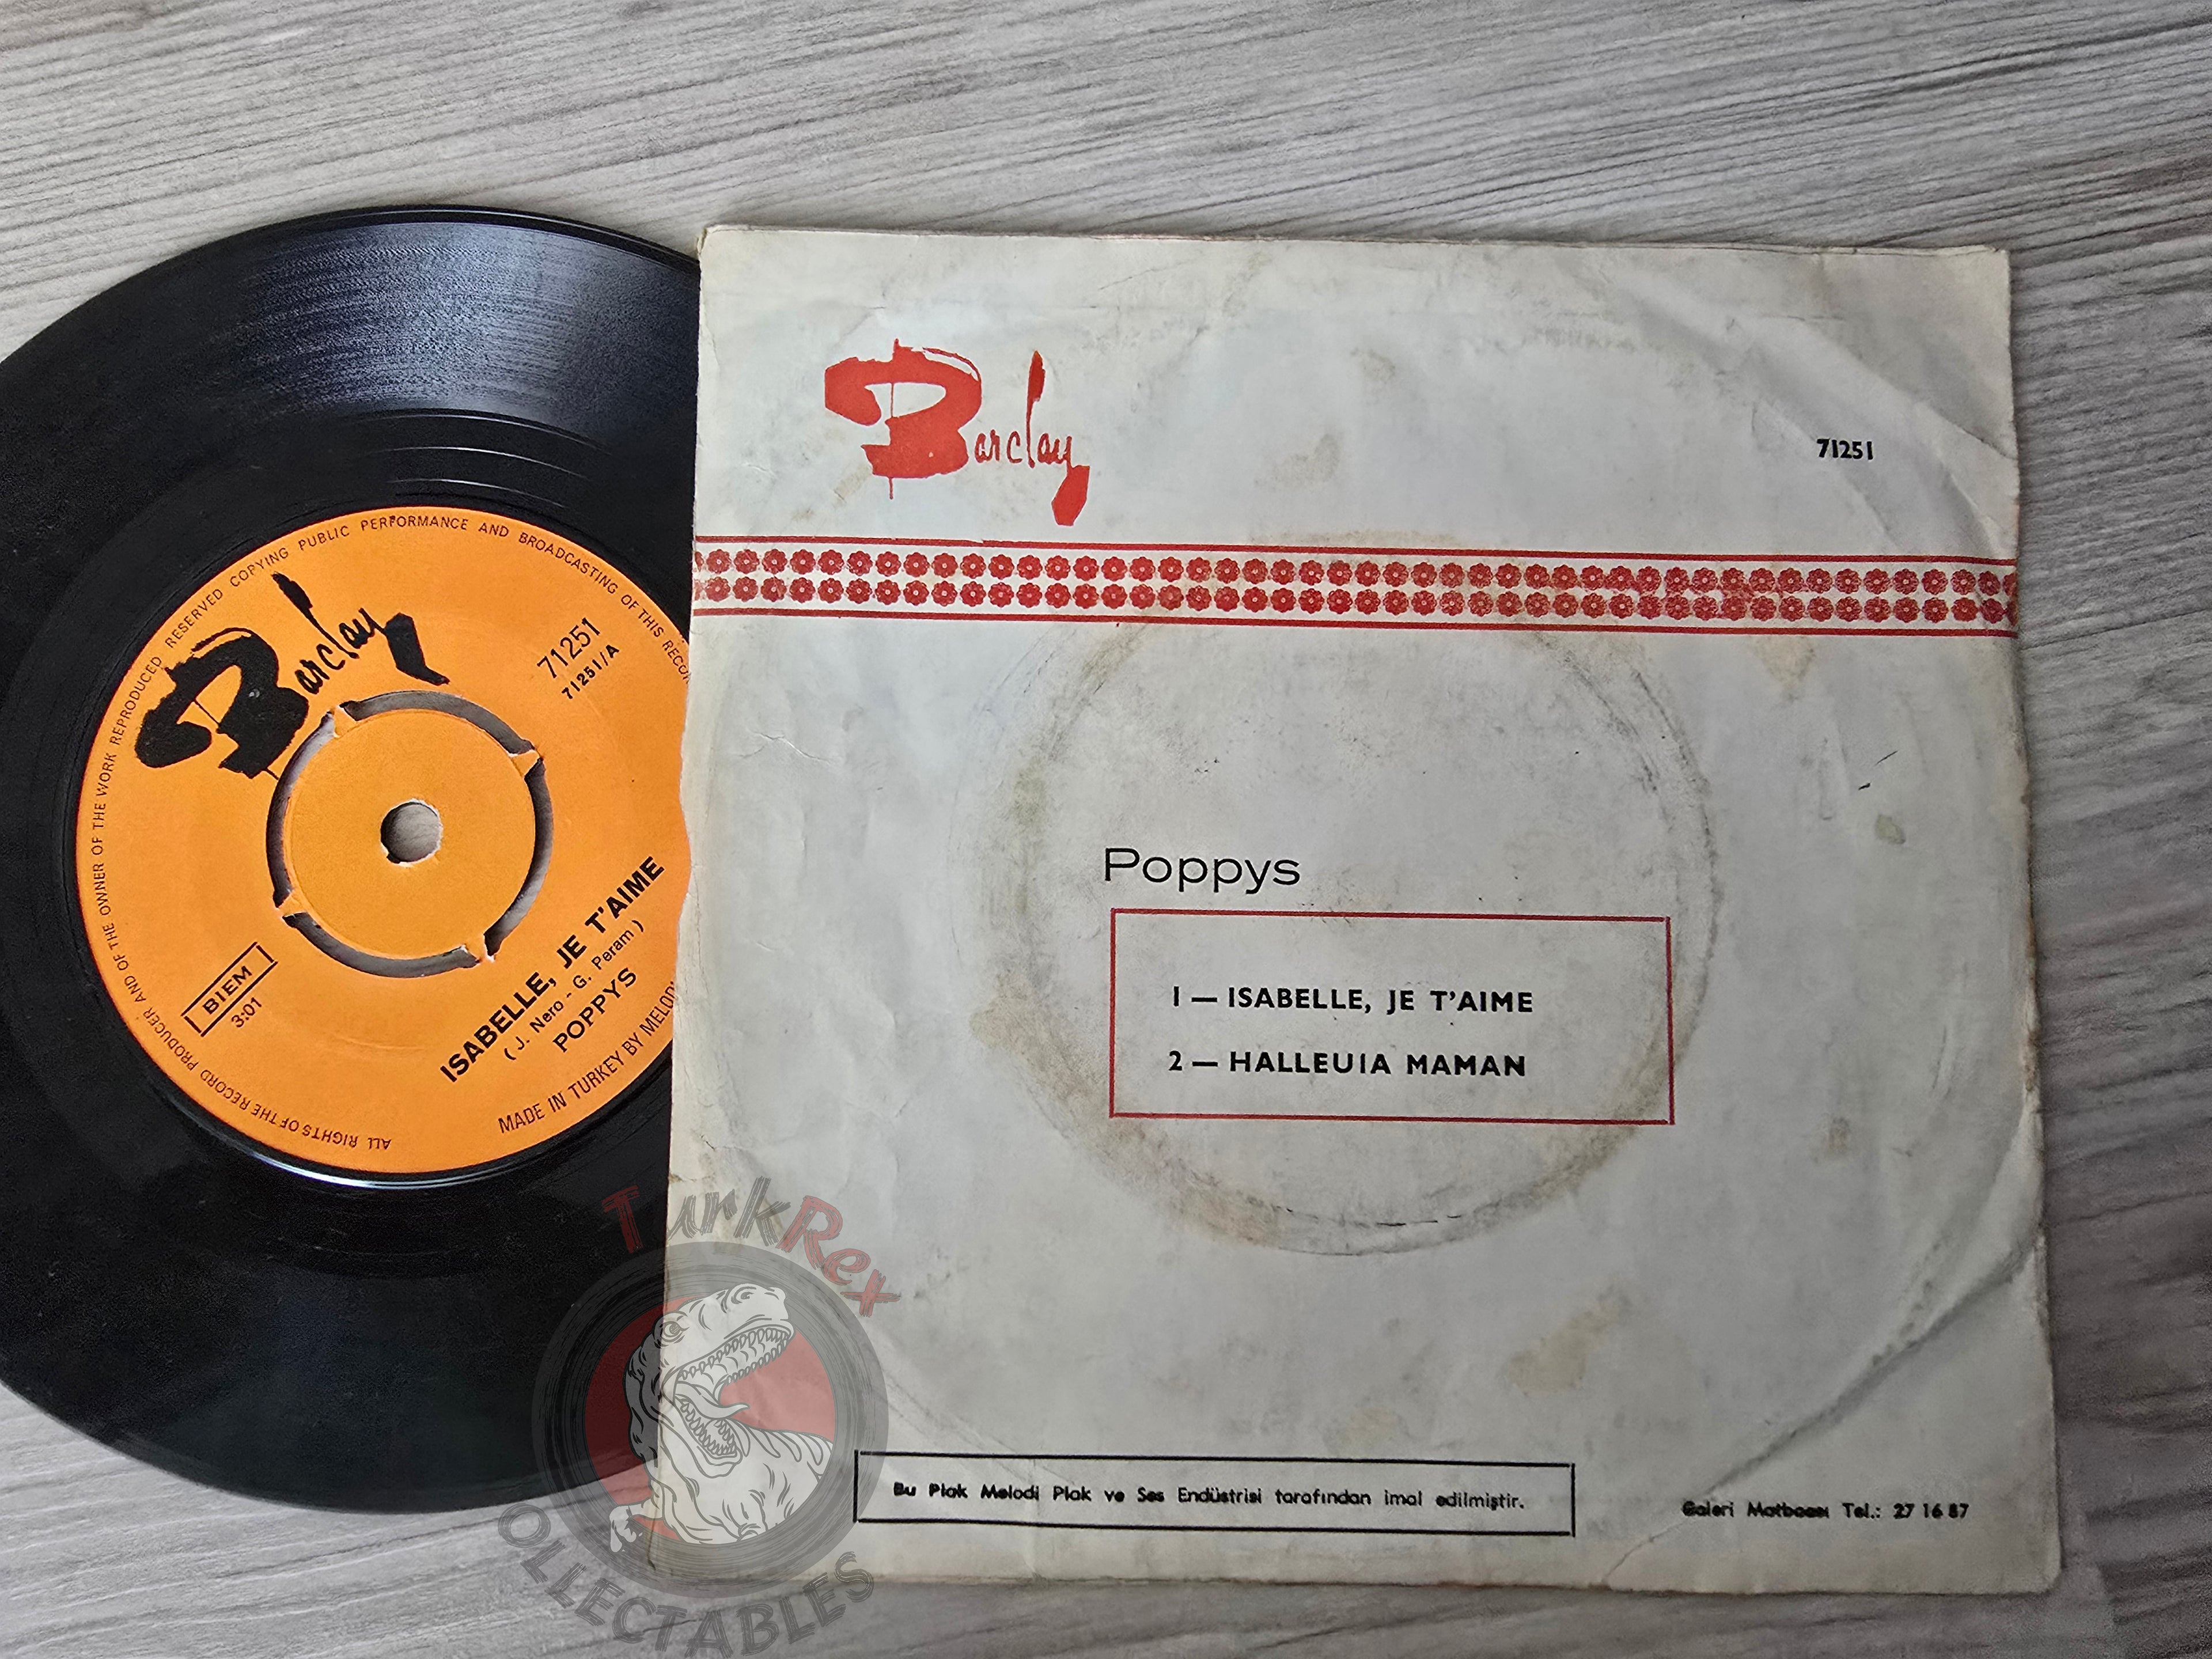 Barclay
71251
Poppys
1 — ISABELLE, JE T'AIME
2 — HALLEUIA MAMAN
Bu Plak Melodi Plak ve Ses Endüstrisi tarafından imal edilmiştir.
Galeri Matbaası Tel.: 27 16 87
ALL RIGHTS OF THE RECORD PRODUCER AND OF THE OWNER OF THE WORK REPRODUCED RESERVED COPYING PUBLIC PERFORMANCE AND BROADCASTING OF THIS RECOR
Barclay
71251
71251/A
BIEM
3:01
ISABELLE, JE T'AIME
( J. Nero - G. Peram )
POPPYS
MADE IN TURKEY BY MELODİ
TurkRex
OLLECTABLES